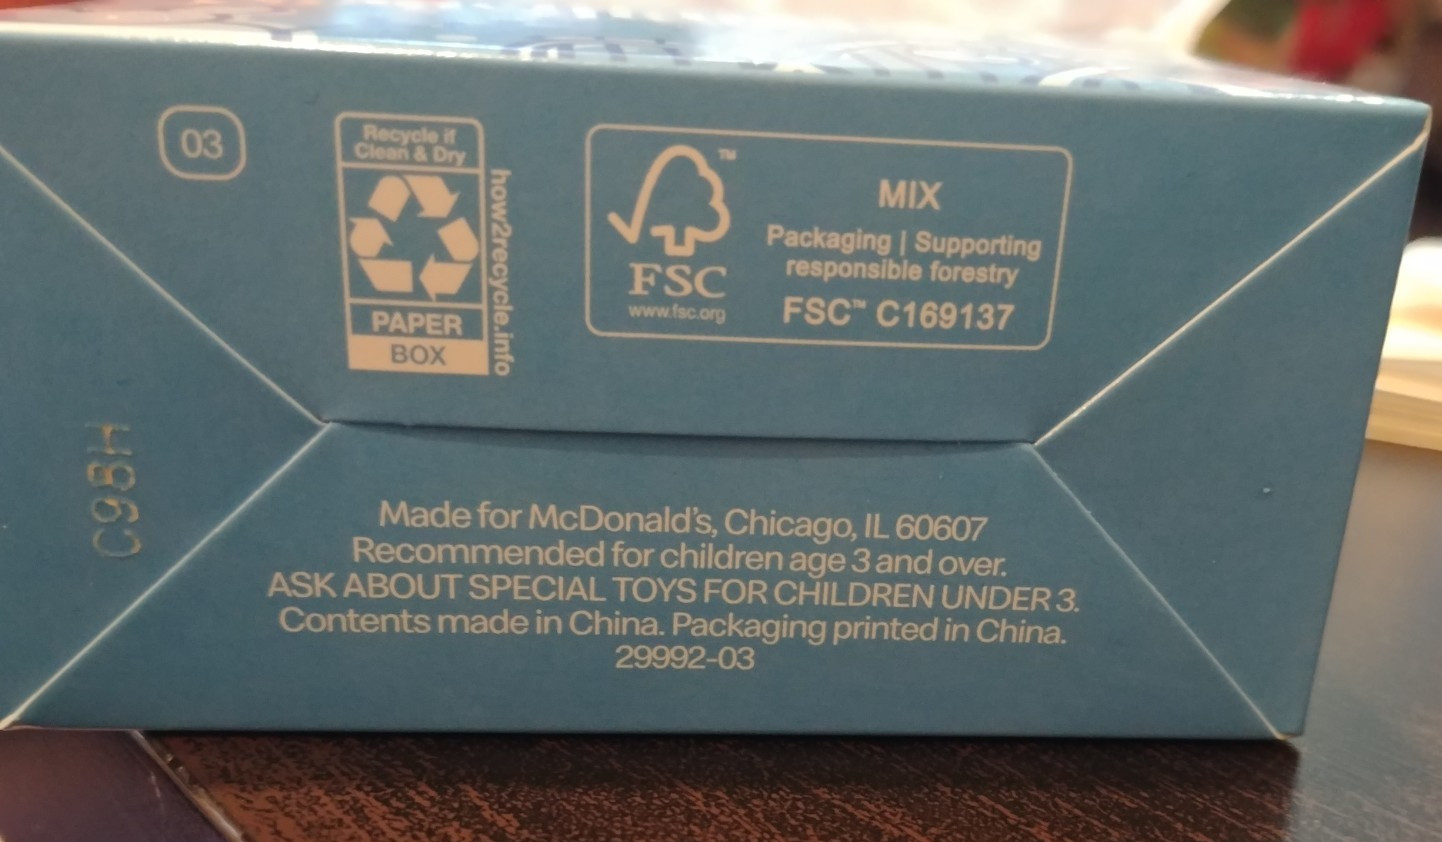 03
Recycle if
Clean & Dry
PAPER
BOX
how2recycle.info
™
FSC
www.fsc.org
MIX
Packaging | Supporting
responsible forestry
FSC™ C169137
C98H
Made for McDonald's, Chicago, IL 60607
Recommended for children age 3 and over.
ASK ABOUT SPECIAL TOYS FOR CHILDREN UNDER 3.
Contents made in China. Packaging printed in China.
29992-03